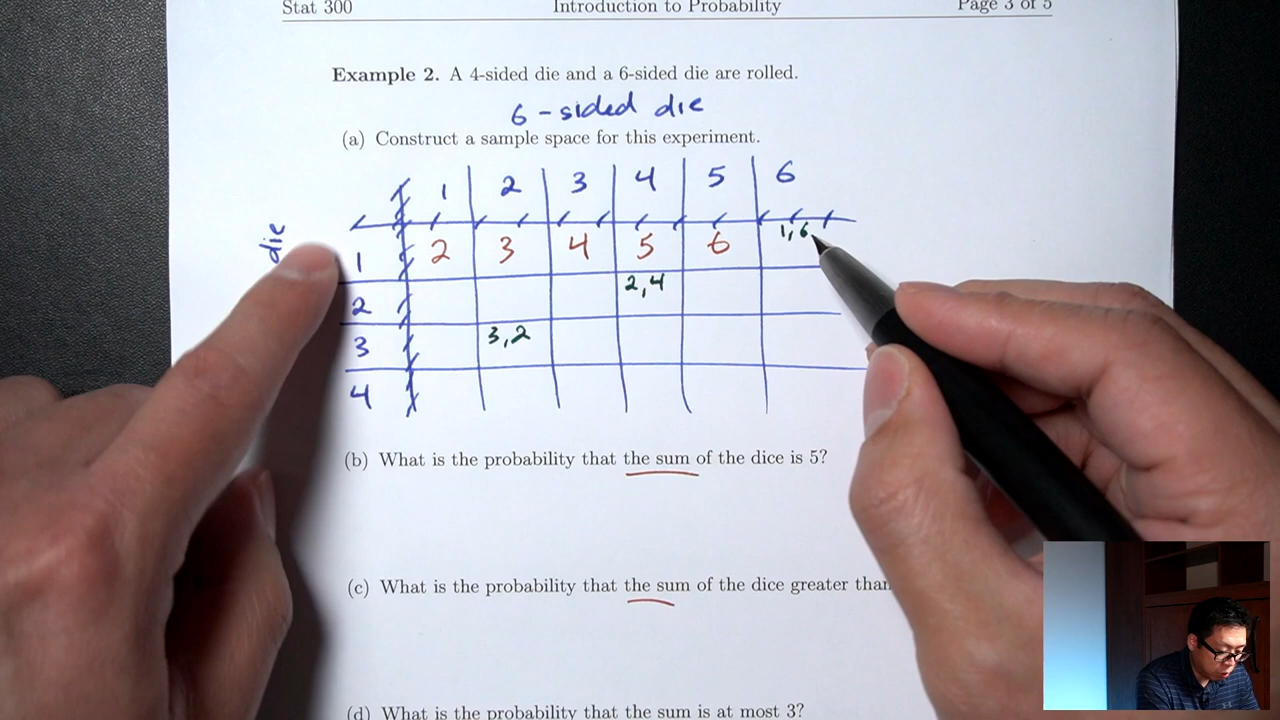 Stat 300 Introduction to Probability Page 3 of 5
Example 2. A 4-sided die and a 6-sided die are rolled.
6-sided die
(a) Construct a sample space for this experiment.
1 2 3 4 5 6
die
1 2 3 4 5 6 1,6
2 2,4
3 3,2
4
(b) What is the probability that the sum of the dice is 5?
(c) What is the probability that the sum of the dice greater than
(d) What is the probability that the sum is at most 3?